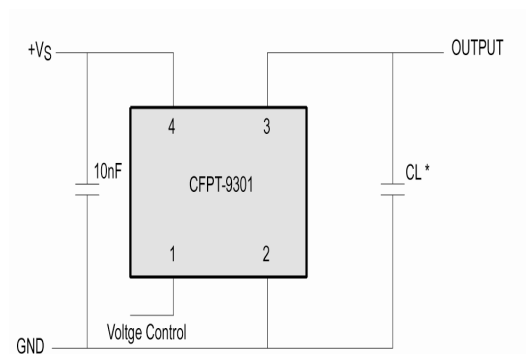 +VS
OUTPUT
4
3
10nF
CFPT-9301
CL *
1
2
Voltge Control
GND